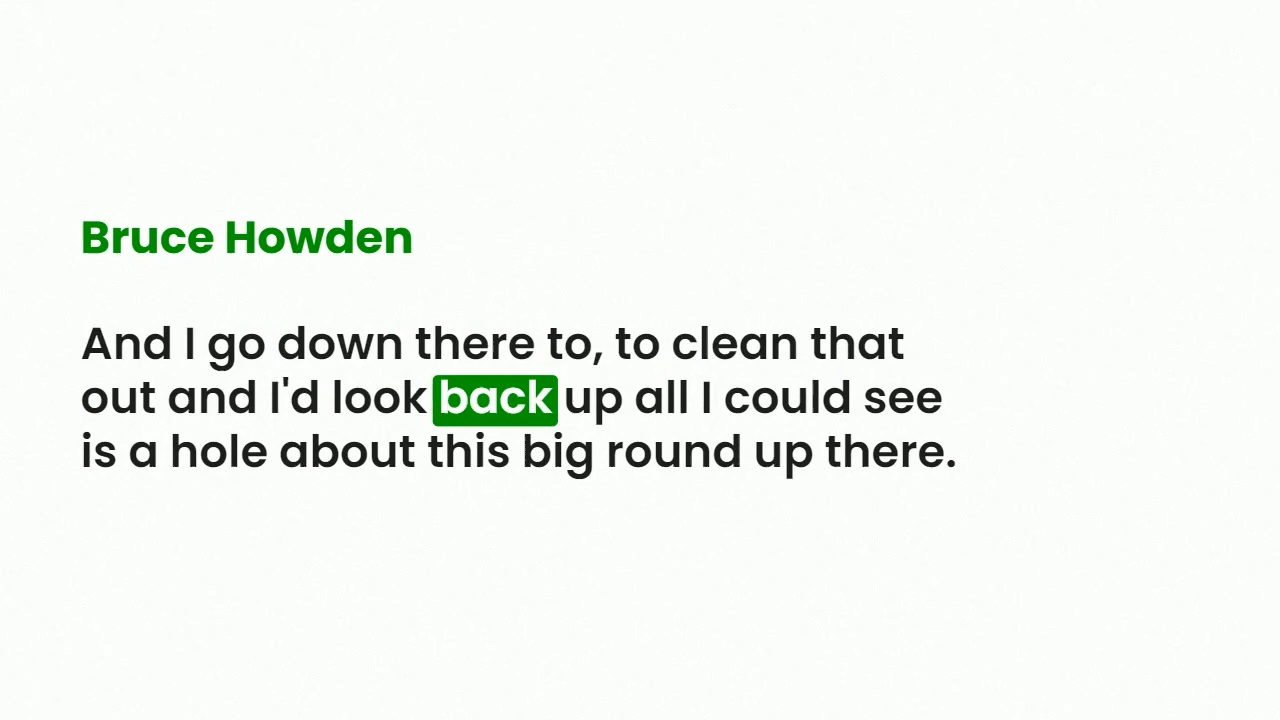 Bruce Howden
And I go down there to, to clean that
out and I'd look back up all I could see
is a hole about this big round up there.